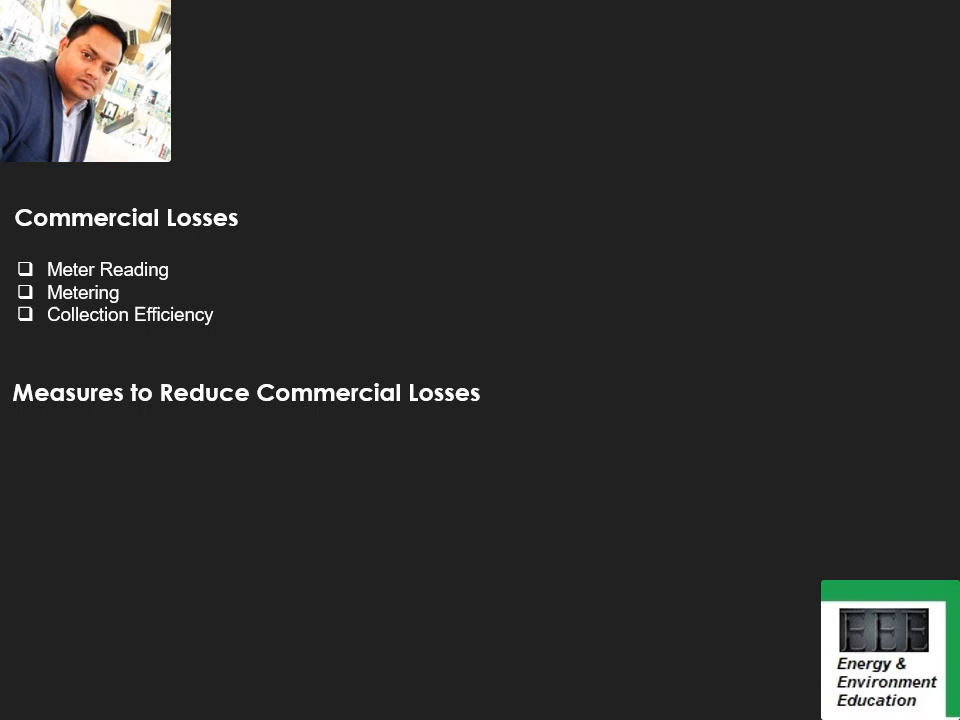 Commercial Losses
❑ Meter Reading
❑ Metering
❑ Collection Efficiency
Measures to Reduce Commercial Losses
EEE
Energy &
Environment
Education